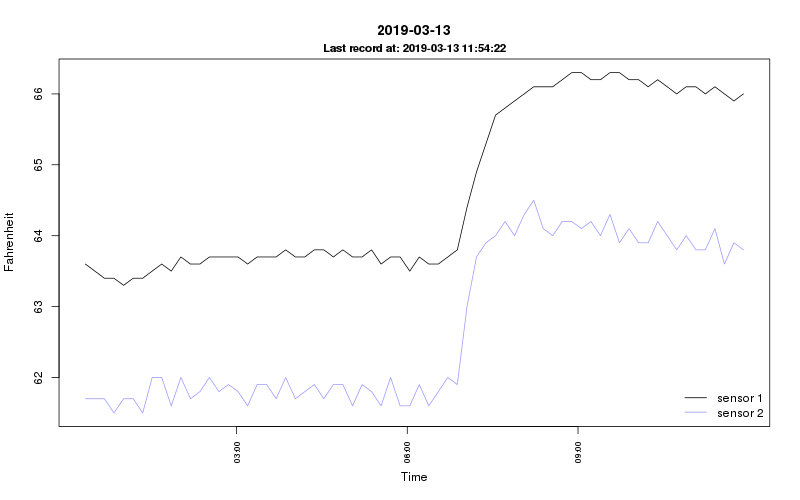 2019-03-13
Last record at: 2019-03-13 11:54:22
Fahrenheit
66
65
64
63
62
sensor 1
sensor 2
03:00
06:00
09:00
Time